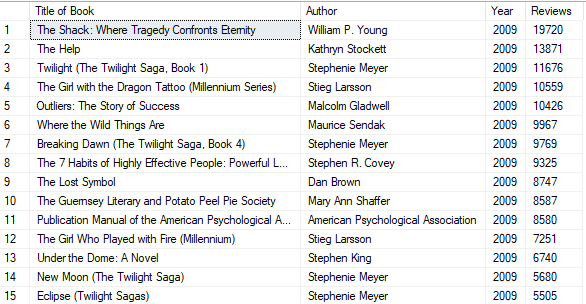 Title of Book Author Year Reviews
1 The Shack: Where Tragedy Confronts Eternity William P. Young 2009 19720
2 The Help Kathryn Stockett 2009 13871
3 Twilight (The Twilight Saga, Book 1) Stephenie Meyer 2009 11676
4 The Girl with the Dragon Tattoo (Millennium Series) Stieg Larsson 2009 10559
5 Outliers: The Story of Success Malcolm Gladwell 2009 10426
6 Where the Wild Things Are Maurice Sendak 2009 9967
7 Breaking Dawn (The Twilight Saga, Book 4) Stephenie Meyer 2009 9769
8 The 7 Habits of Highly Effective People: Powerful L... Stephen R. Covey 2009 9325
9 The Lost Symbol Dan Brown 2009 8747
10 The Guernsey Literary and Potato Peel Pie Society Mary Ann Shaffer 2009 8587
11 Publication Manual of the American Psychological A... American Psychological Association 2009 8580
12 The Girl Who Played with Fire (Millennium) Stieg Larsson 2009 7251
13 Under the Dome: A Novel Stephen King 2009 6740
14 New Moon (The Twilight Saga) Stephenie Meyer 2009 5680
15 Eclipse (Twilight Sagas) Stephenie Meyer 2009 5505